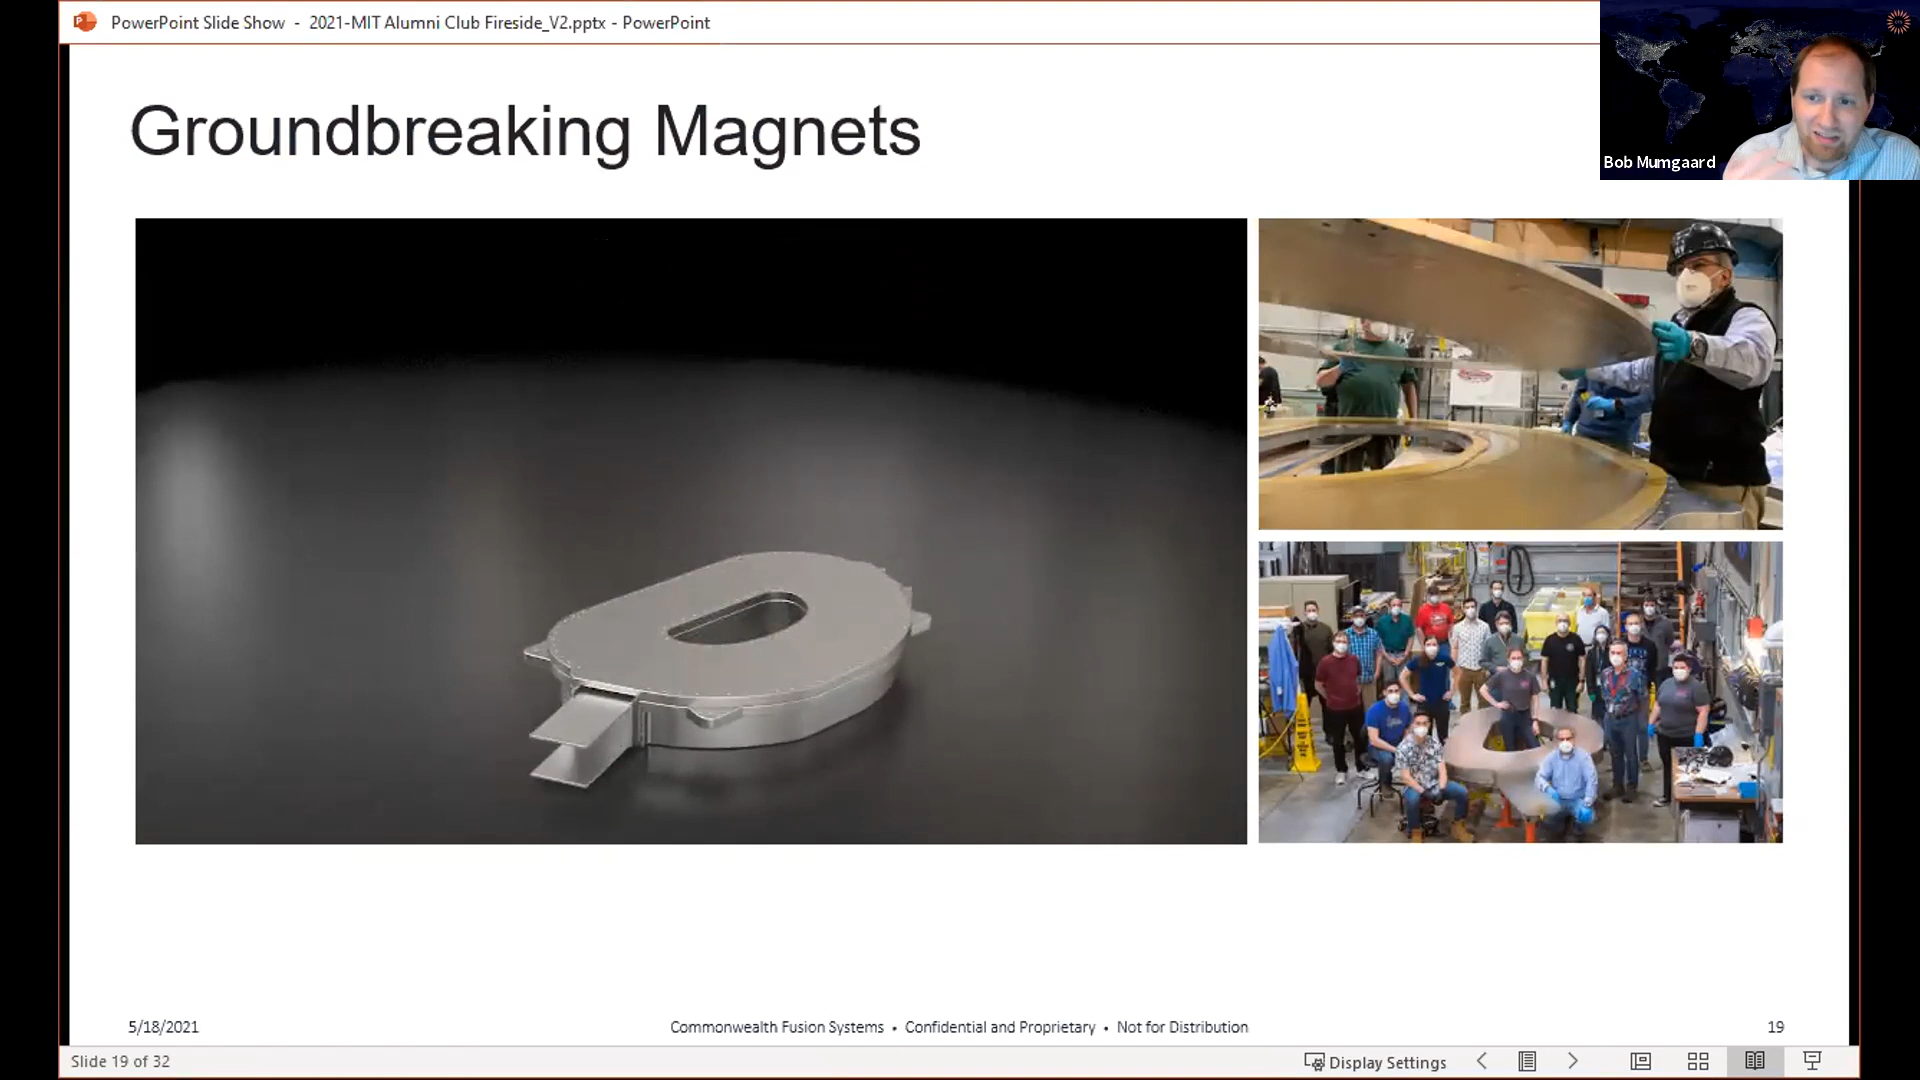 PowerPoint Slide Show - 2021-MIT Alumni Club Fireside_V2.pptx - PowerPoint
Bob Mumgaard
Groundbreaking Magnets
5/18/2021
Commonwealth Fusion Systems • Confidential and Proprietary • Not for Distribution
19
Slide 19 of 32
Display Settings